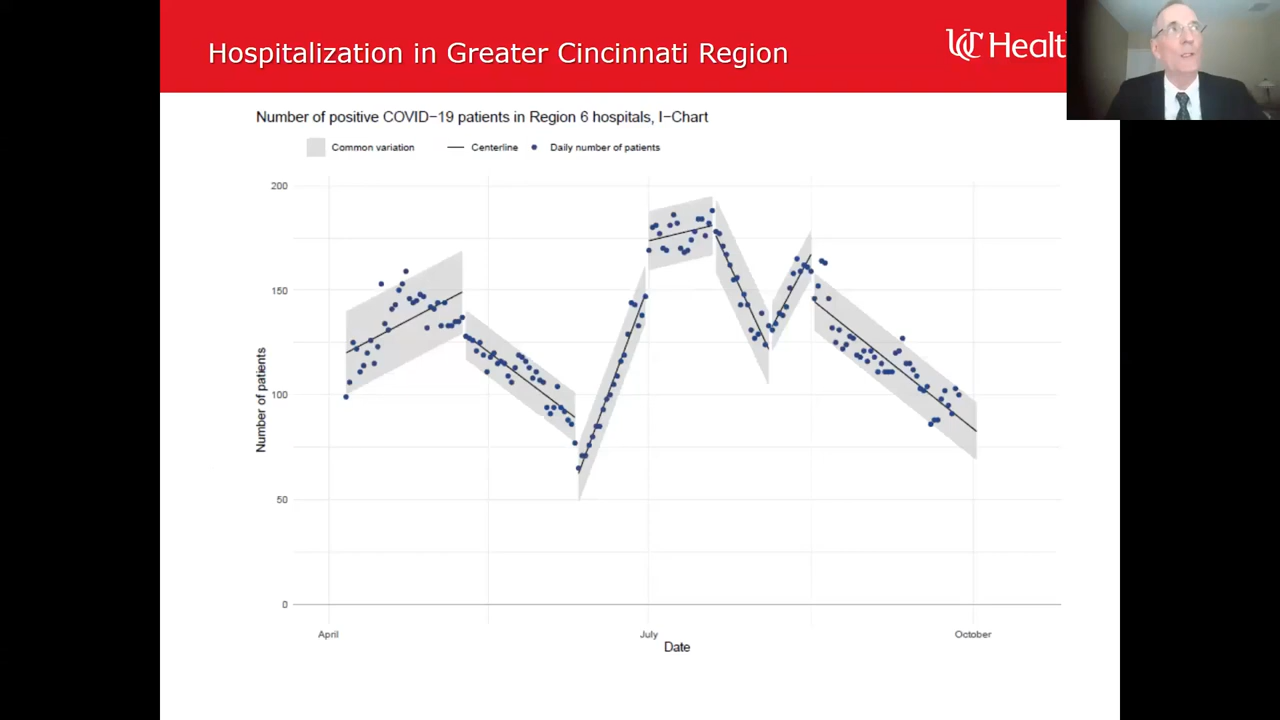 Hospitalization in Greater Cincinnati Region
UC Healt
Number of positive COVID−19 patients in Region 6 hospitals, I−Chart
Common variation
Centerline
Daily number of patients
200
150
100
50
0
Number of patients
April
July
October
Date